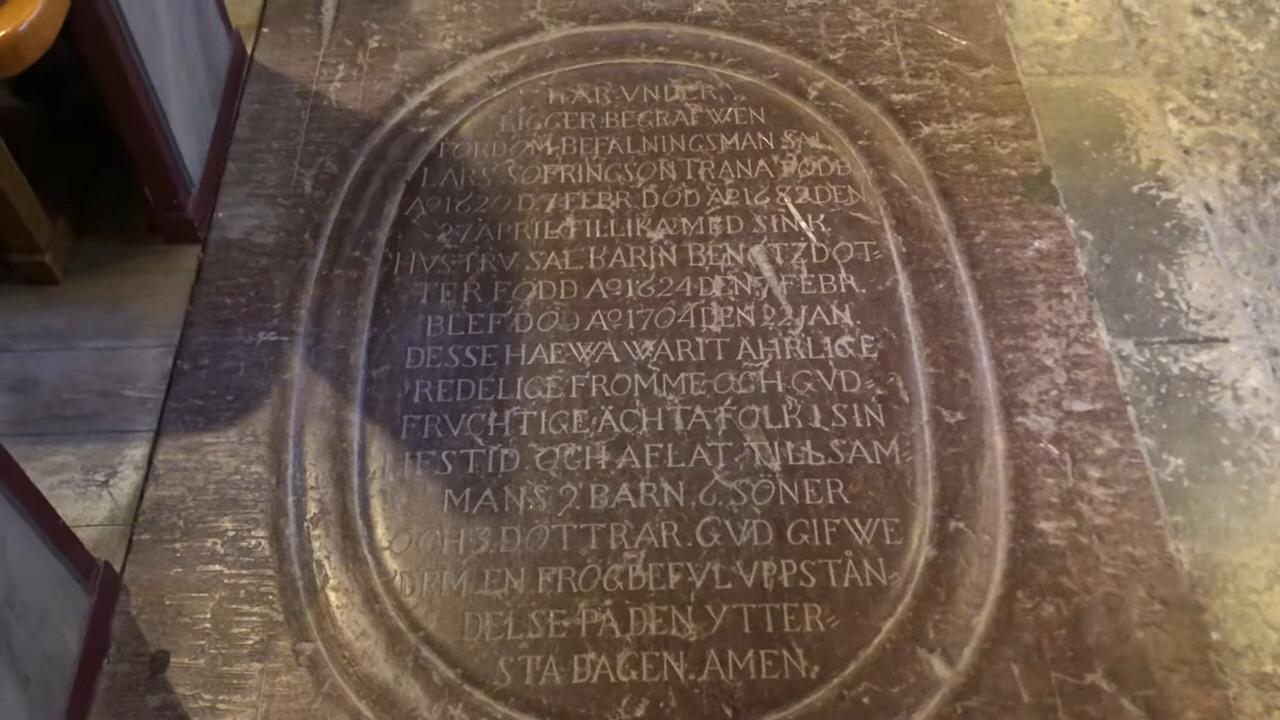 HÄR VNDER
LIGGER BEGRAFWEN
FORDOM BEFALNINGSMAN SAL
LARS SOFRINGSON TRANA FÖDD
Aº 1620 D 7 FEBR. DÖD Aº 1682 DEN
27 APRIL TILLIKA MED SIN K.
HVSTRV SAL. KARIN BENGTZDOT=
TER FÖDD Aº 1624 DEN 7 FEBR.
BLEF DÖD Aº 1704 DEN 22 JAN
DESSE HAEWA WARIT ÄHRLIGE
REDELIGE FROMME OCH GVD=
FRVCHTIGE ÄCHTA FOLK I SIN
LIFSTID OCH AFLAT TILLSAM=
MANS 9. BARN. 6. SÖNER
OCH 3. DÖTTRAR. GVD GIFWE
DEM EN FRÖGDEFVL VPPSTÅN=
DELSE PÅ DEN YTTER=
STA DAGEN. AMEN.